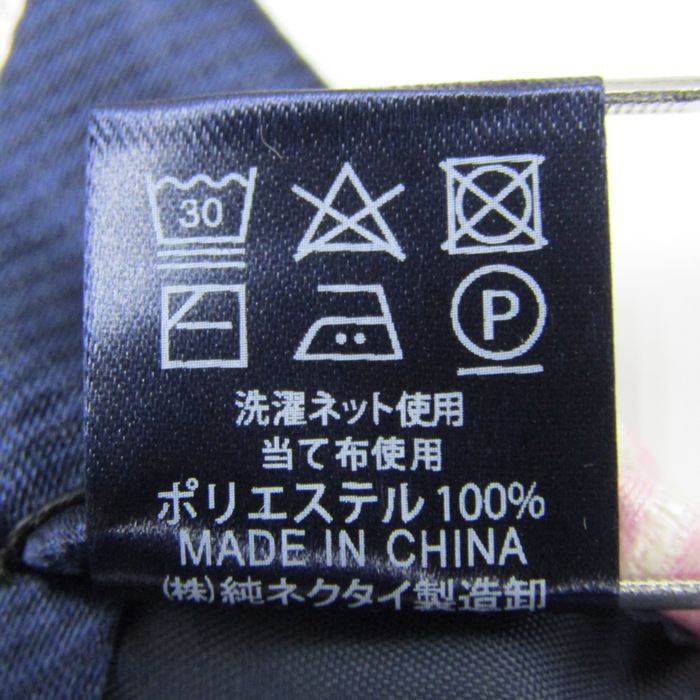 30
P
洗濯ネット使用
当て布使用
ポリエステル 100%
MADE IN CHINA
(株)純ネクタイ製造卸